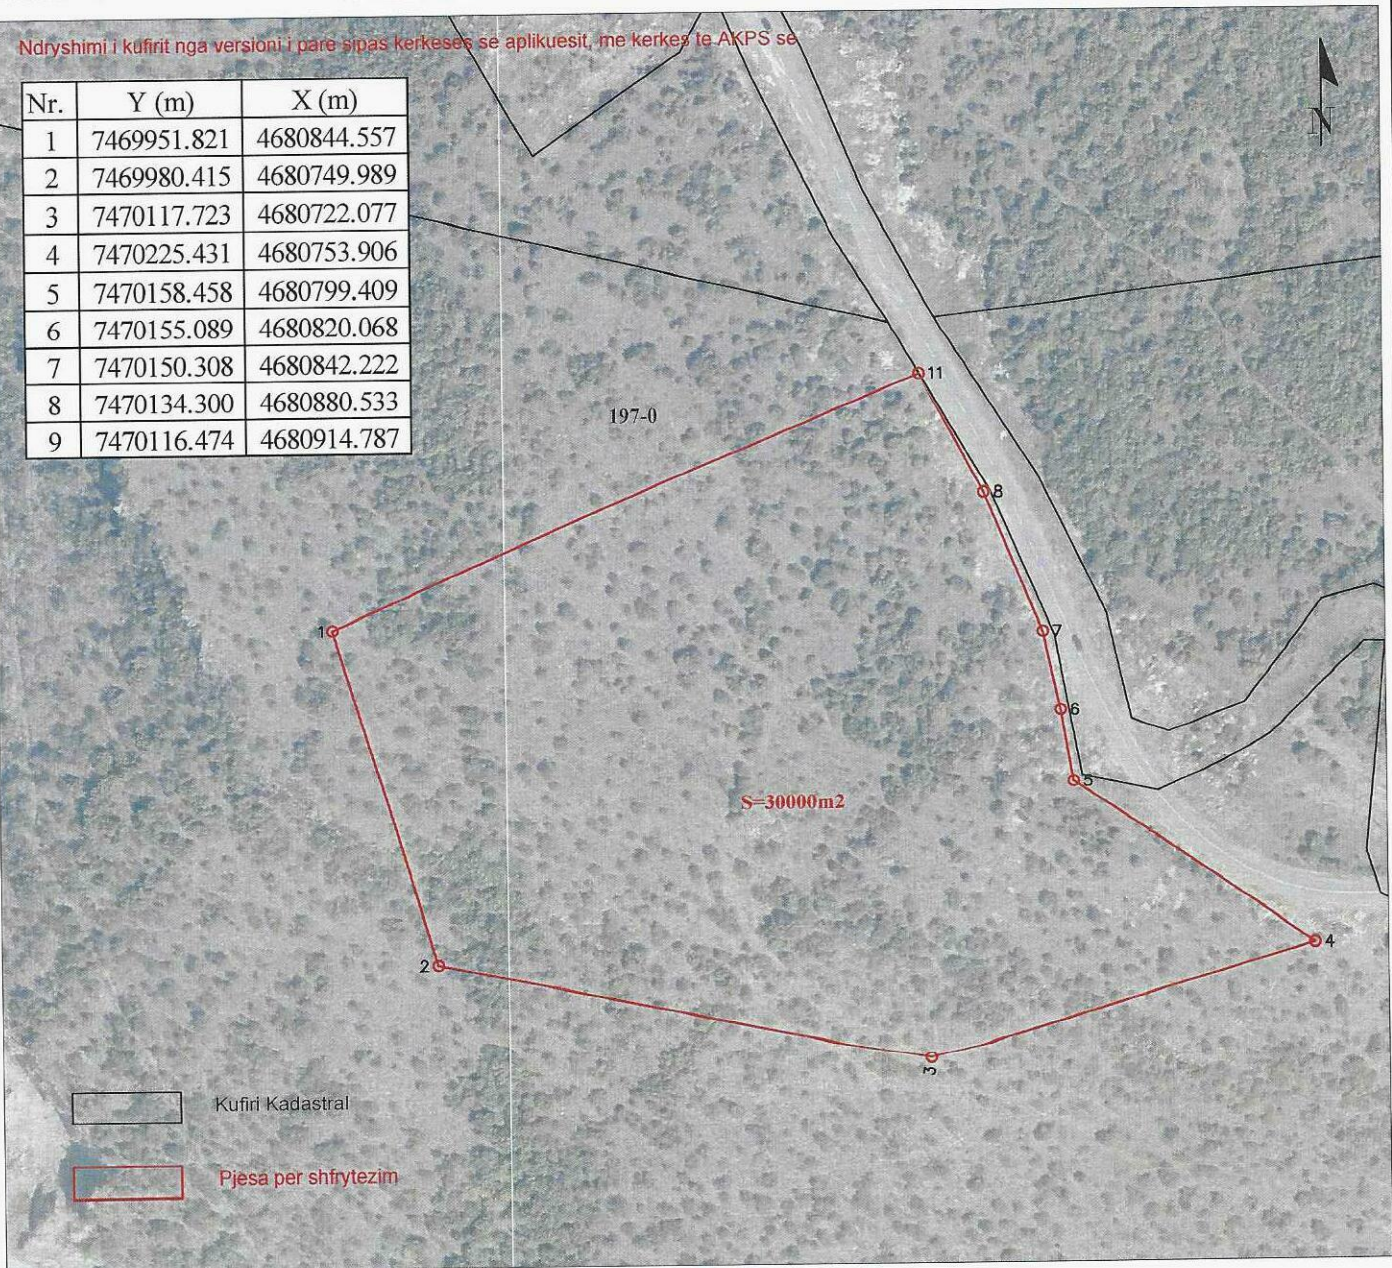 Ndryshimi i kufirit nga versioni i pare sipas kerkeses se aplikuesit, me kerkes te AKPS se
Nr. Y (m) X (m)
1 7469951.821 4680844.557
2 7469980.415 4680749.989
3 7470117.723 4680722.077
4 7470225.431 4680753.906
5 7470158.458 4680799.409
6 7470155.089 4680820.068
7 7470150.308 4680842.222
8 7470134.300 4680880.533
9 7470116.474 4680914.787
N
11
197-0
8
1
7
6
5
S=30000m2
4
2
3
Kufiri Kadastral
Pjesa per shfrytezim